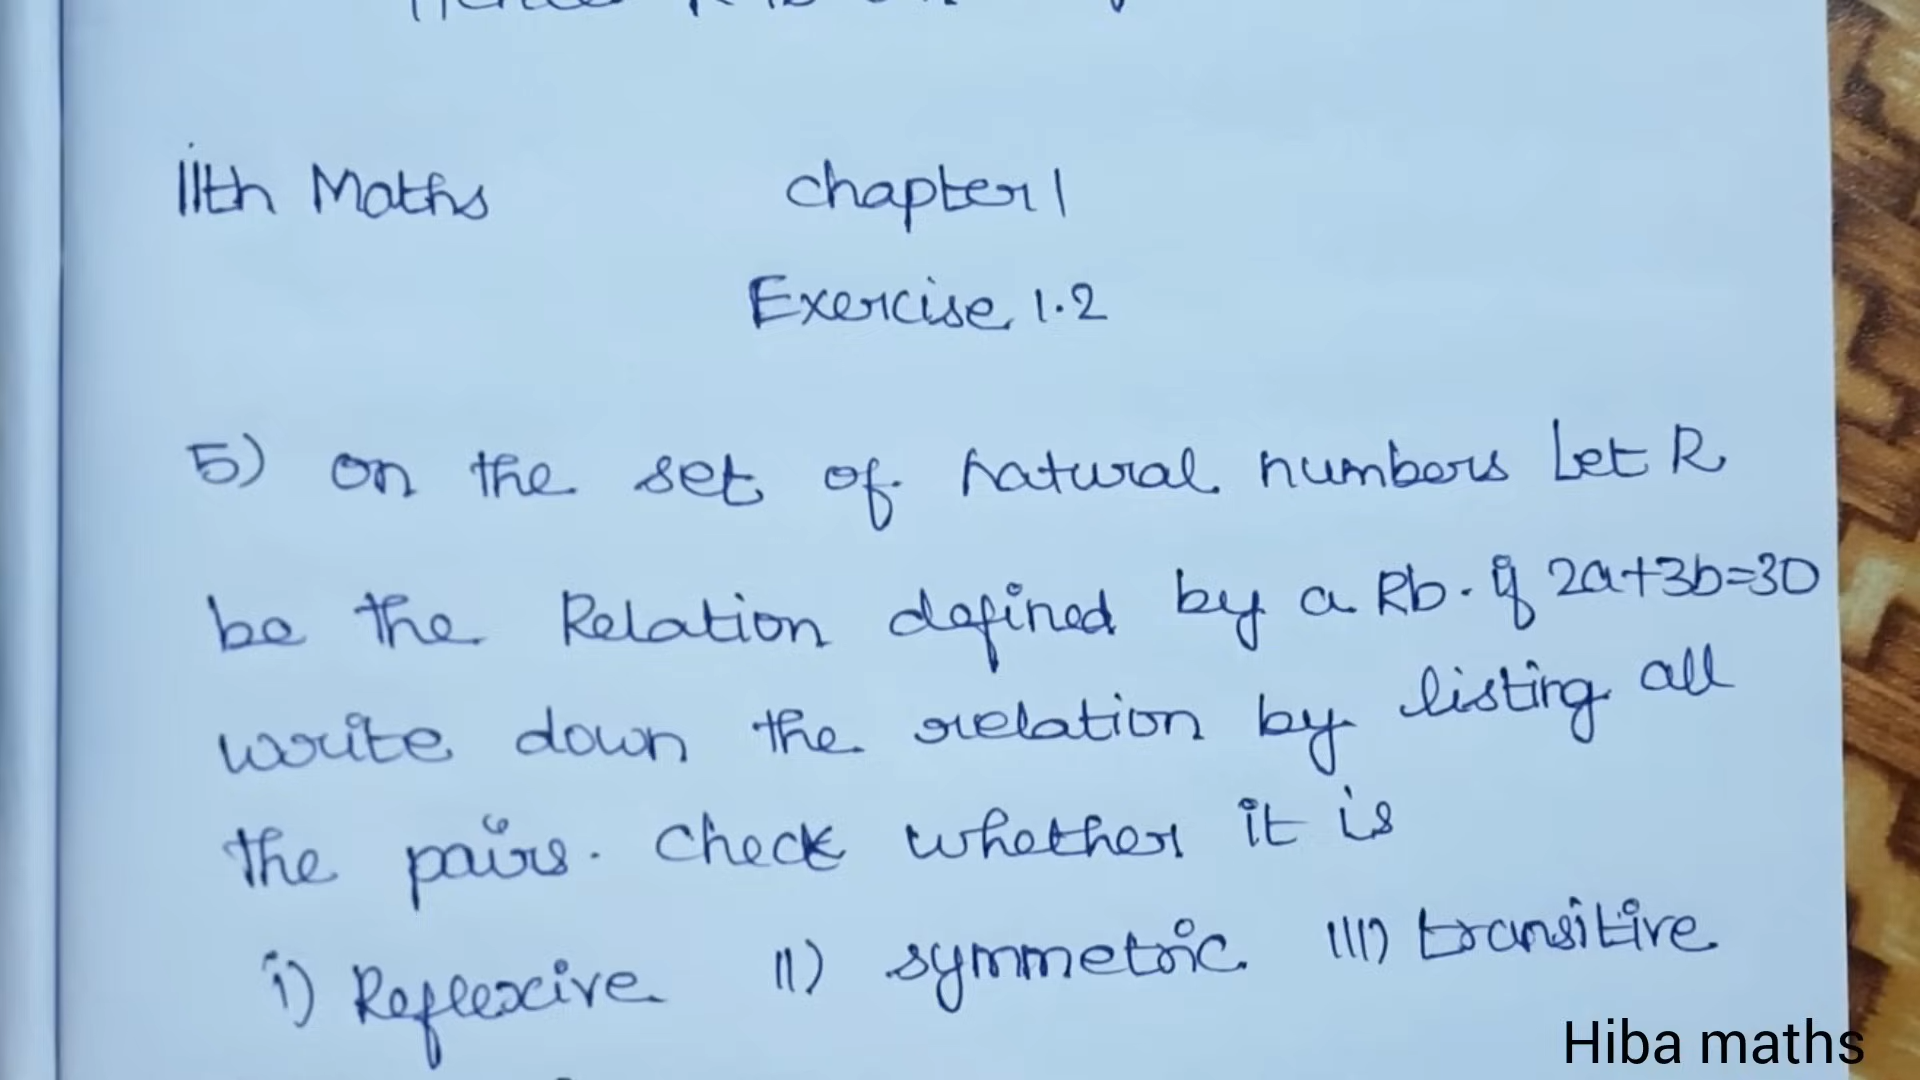 11th Maths chapter 1
Exercise 1.2
5) on the set of natural numbers Let R
be the Relation defined by a Rb. if 2a+3b=30
write down the relation by listing all
the pairs. check whether it is
i) Reflexive II) symmetric III) transitive
Hiba maths